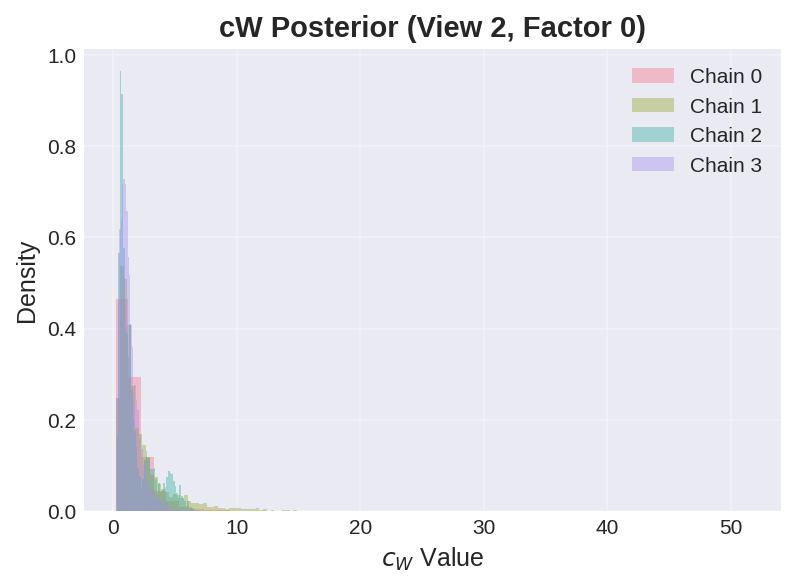 cW Posterior (View 2, Factor 0)
1.0
0.8
0.6
0.4
0.2
0.0
Density
Chain 0
Chain 1
Chain 2
Chain 3
0 10 20 30 40 50
c_W Value